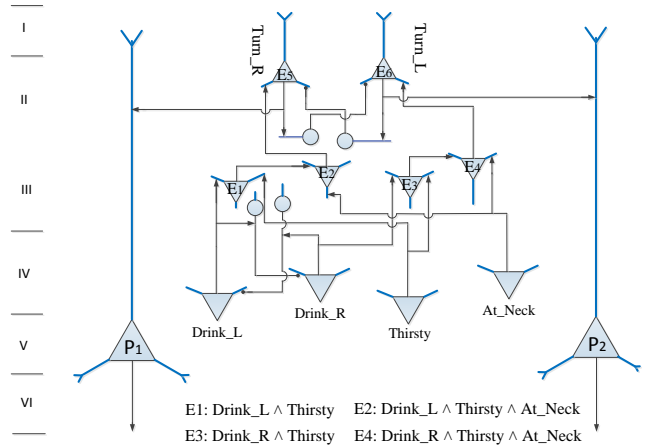 I
II
III
IV
V
VI
Turn_R
Turn_L
E5
E6
E1
E2
E3
E4
Drink_L
Drink_R
Thirsty
At_Neck
P1
P2
E1: Drink_L ˄ Thirsty
E2: Drink_L ˄ Thirsty ˄ At_Neck
E3: Drink_R ˄ Thirsty
E4: Drink_R ˄ Thirsty ˄ At_Neck